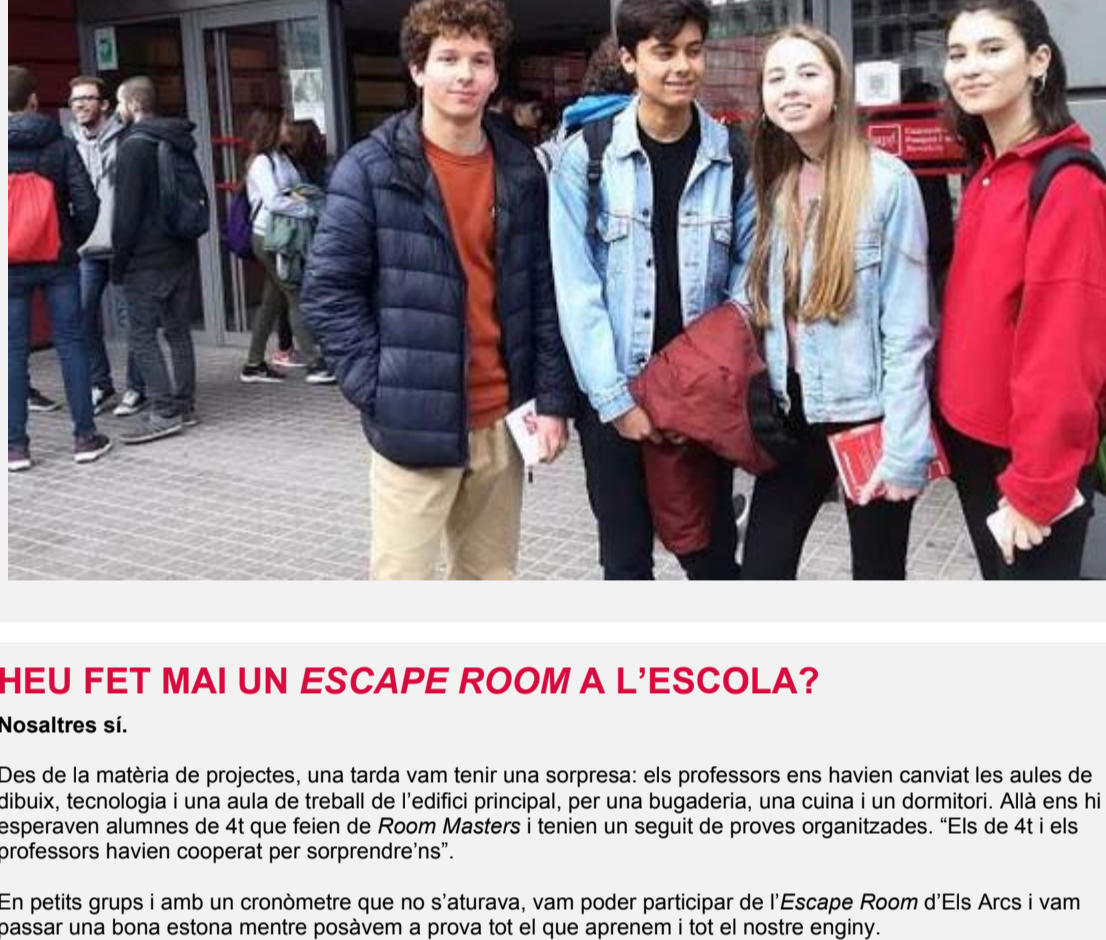 upf.
HEU FET MAI UN ESCAPE ROOM A L'ESCOLA?
Nosaltres sí.
Des de la matèria de projectes, una tarda vam tenir una sorpresa: els professors ens havien canviat les aules de
dibuix, tecnologia i una aula de treball de l'edifici principal, per una bugaderia, una cuina i un dormitori. Allà ens hi
esperaven alumnes de 4t que feien de Room Masters i tenien un seguit de proves organitzades. “Els de 4t i els
professors havien cooperat per sorprendre'ns”.
En petits grups i amb un cronòmetre que no s'aturava, vam poder participar de l'Escape Room d'Els Arcs i vam
passar una bona estona mentre posàvem a prova tot el que aprenem i tot el nostre enginy.